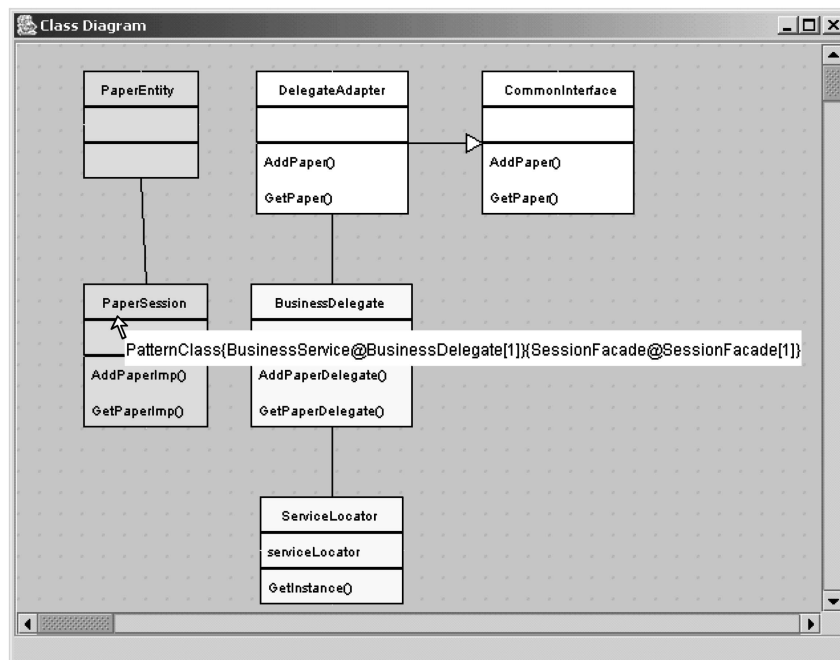 Class Diagram
PaperEntity
DelegateAdapter
AddPaper()
GetPaper()
CommonInterface
AddPaper()
GetPaper()
PaperSession
AddPaperImp()
GetPaperImp()
BusinessDelegate
PatternClass{BusinessService@BusinessDelegate[1]}{SessionFacade@SessionFacade[1]}
AddPaperDelegate()
GetPaperDelegate()
ServiceLocator
serviceLocator
GetInstance()